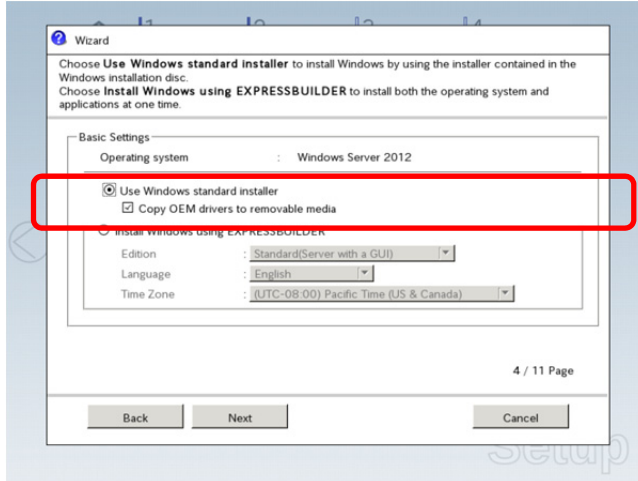 1 2 3 4
Wizard
Choose Use Windows standard installer to install Windows by using the installer contained in the
Windows installation disc.
Choose Install Windows using EXPRESSBUILDER to install both the operating system and
applications at one time.
Basic Settings
Operating system : Windows Server 2012
Use Windows standard installer
Copy OEM drivers to removable media
Install Windows using EXPRESSBUILDER
Edition : Standard(Server with a GUI)
Language : English
Time Zone : (UTC-08:00) Pacific Time (US & Canada)
4 / 11 Page
Back Next Cancel
Setup